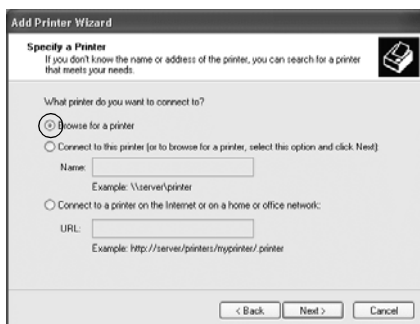 Add Printer Wizard
Specify a Printer
If you don't know the name or address of the printer, you can search for a printer
that meets your needs.
What printer do you want to connect to?
Browse for a printer
Connect to this printer (or to browse for a printer, select this option and click Next):
Name:
Example: \\server\printer
Connect to a printer on the Internet or on a home or office network:
URL:
Example: http://server/printers/myprinter/.printer
< Back
Next >
Cancel